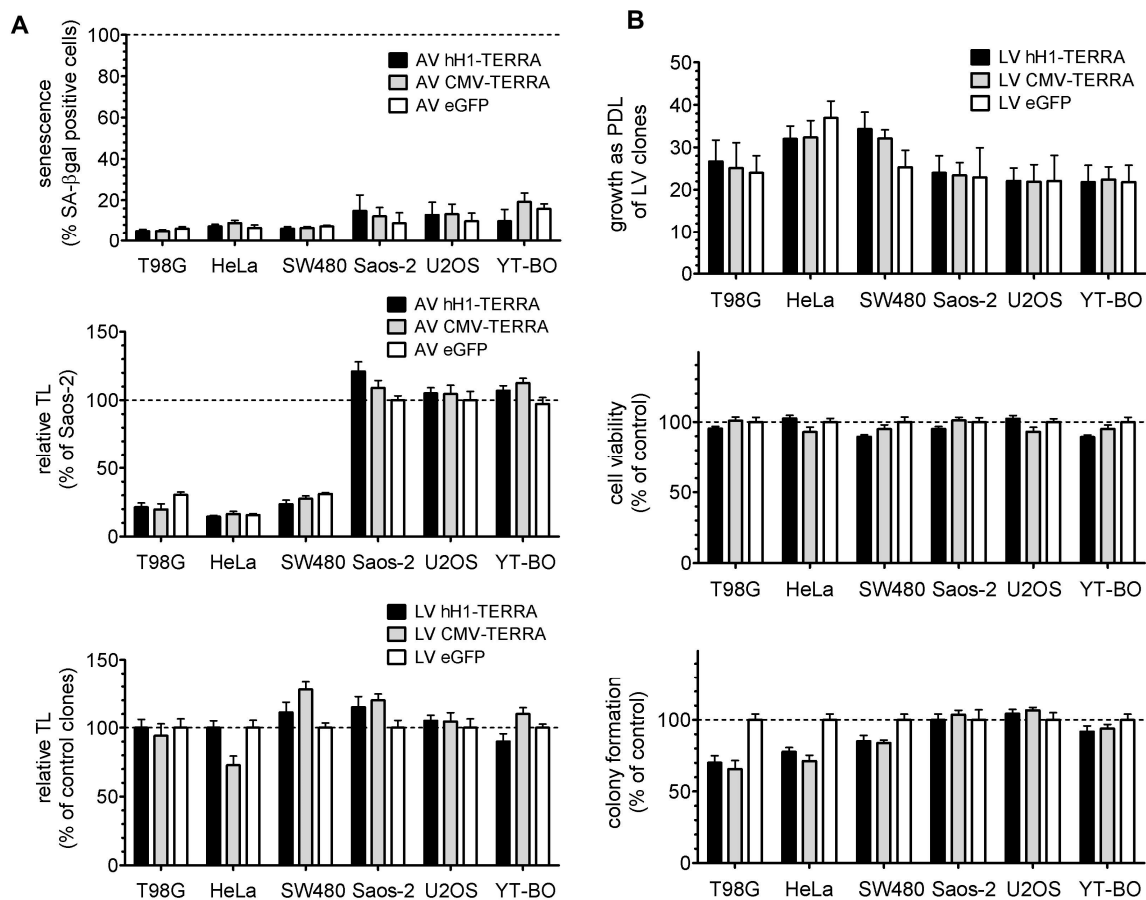 A
senescence
(% SA-βgal positive cells)
100
80
60
40
20
0
AV hH1-TERRA
AV CMV-TERRA
AV eGFP
T98G HeLa SW480 Saos-2 U2OS YT-BO
relative TL
(% of Saos-2)
150
100
50
0
AV hH1-TERRA
AV CMV-TERRA
AV eGFP
T98G HeLa SW480 Saos-2 U2OS YT-BO
relative TL
(% of control clones)
150
100
50
0
LV hH1-TERRA
LV CMV-TERRA
LV eGFP
T98G HeLa SW480 Saos-2 U2OS YT-BO
B
growth as PDL
of LV clones
50
40
30
20
10
0
LV hH1-TERRA
LV CMV-TERRA
LV eGFP
T98G HeLa SW480 Saos-2 U2OS YT-BO
cell viability
(% of control)
100
50
0
T98G HeLa SW480 Saos-2 U2OS YT-BO
colony formation
(% of control)
100
50
0
T98G HeLa SW480 Saos-2 U2OS YT-BO